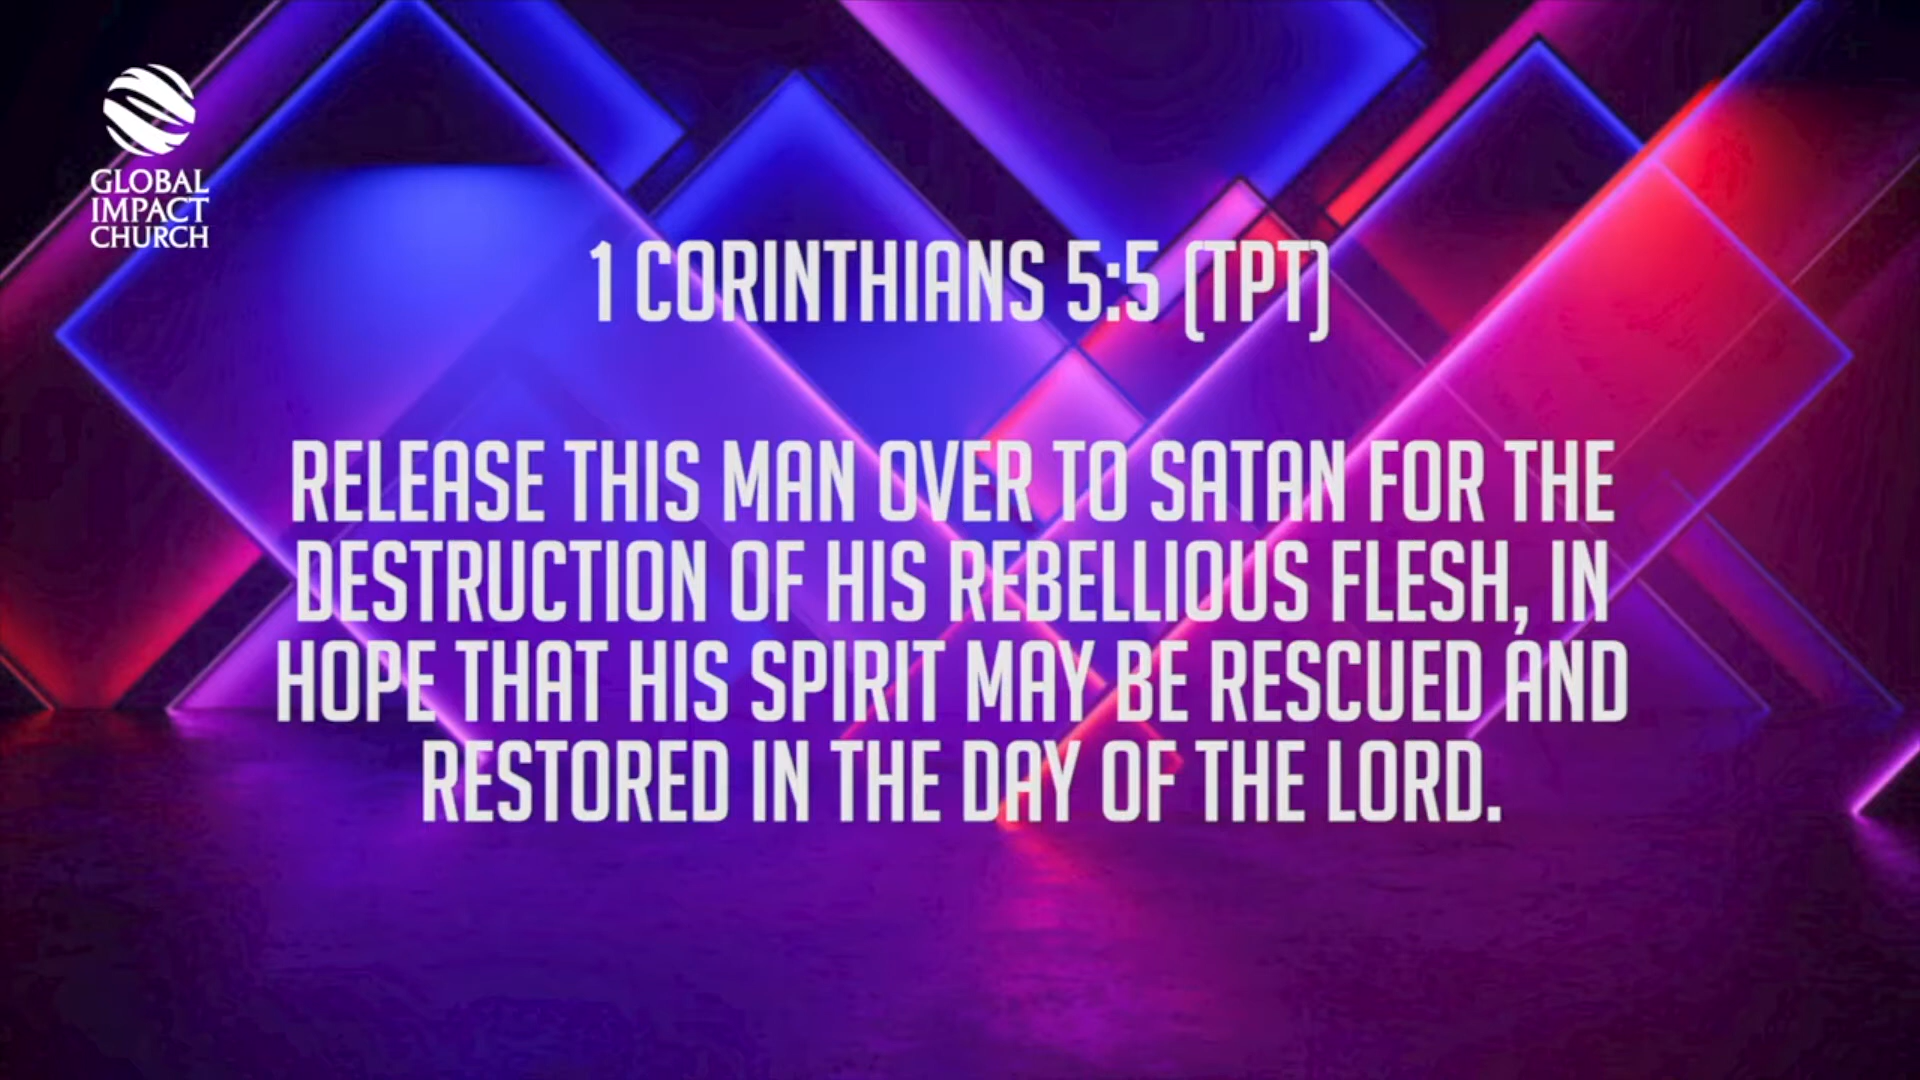 GLOBAL
IMPACT
CHURCH
1 CORINTHIANS 5:5 (TPT)
RELEASE THIS MAN OVER TO SATAN FOR THE
DESTRUCTION OF HIS REBELLIOUS FLESH, IN
HOPE THAT HIS SPIRIT MAY BE RESCUED AND
RESTORED IN THE DAY OF THE LORD.